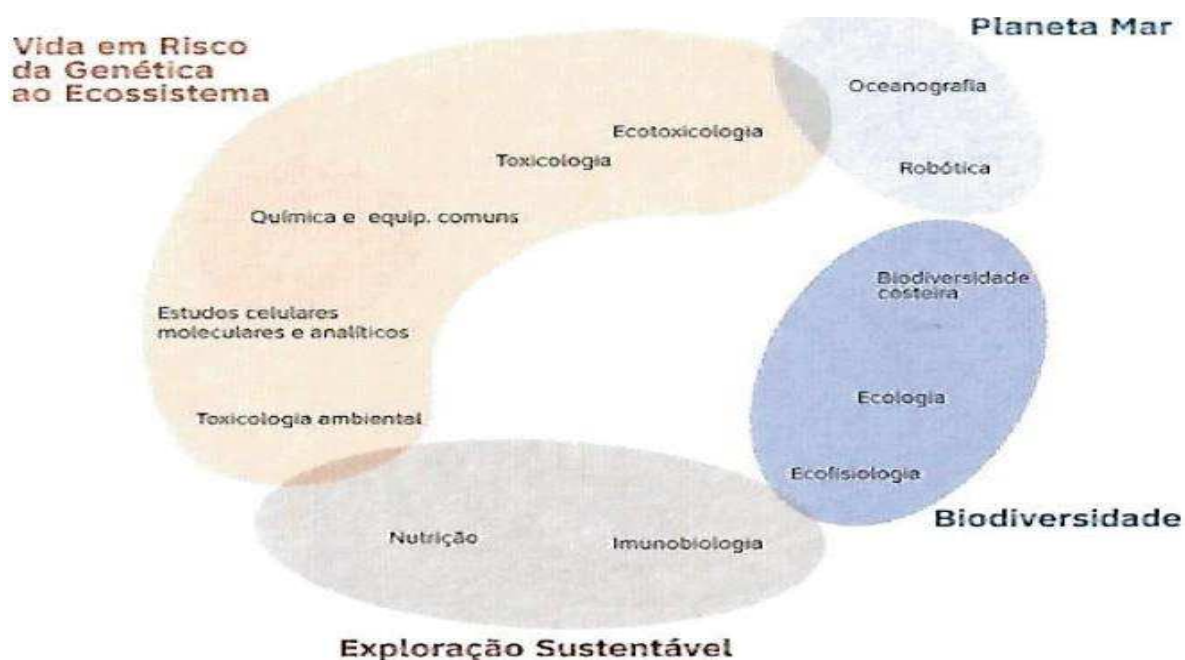 Vida em Risco
da Genética
ao Ecossistema
Planeta Mar
Oceanografia
Robótica
Ecotoxicologia
Toxicologia
Química e equip. comuns
Estudos celulares
moleculares e analíticos
Toxicologia ambiental
Biodiversidade
costeira
Ecologia
Ecofisiologia
Biodiversidade
Nutrição
Imunobiologia
Exploração Sustentável